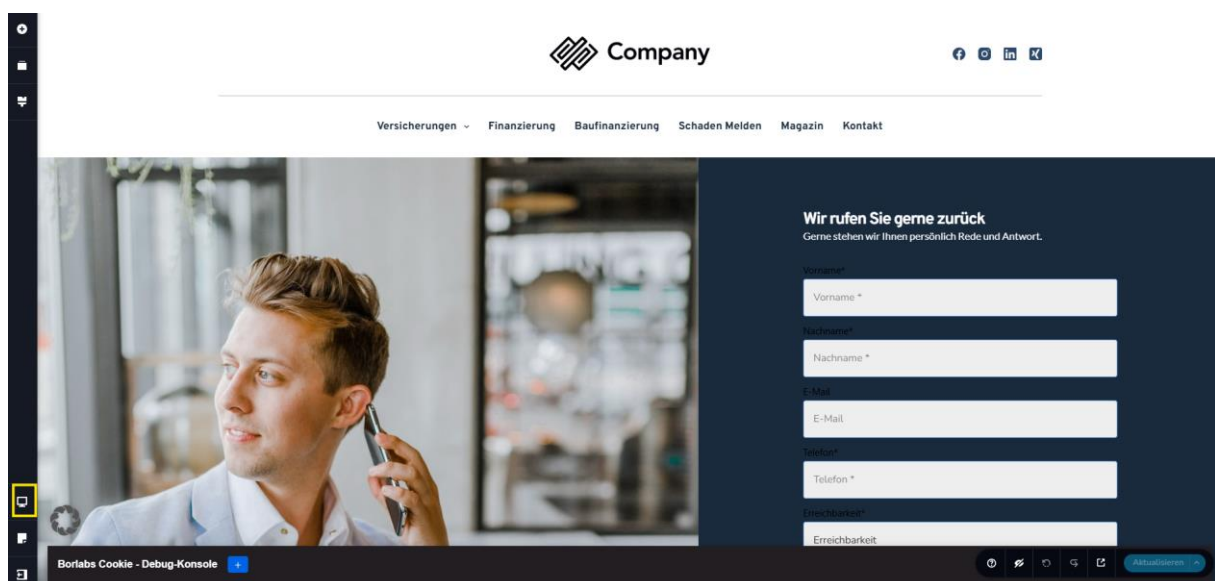 Company
Versicherungen Finanzierung Baufinanzierung Schaden Melden Magazin Kontakt
Wir rufen Sie gerne zurück
Gerne stehen wir Ihnen persönlich Rede und Antwort.
Vorname*
Vorname *
Nachname*
Nachname *
E-Mail
E-Mail
Telefon*
Telefon *
Erreichbarkeit*
Erreichbarkeit
Borlabs Cookie - Debug-Konsole +
Aktualisieren